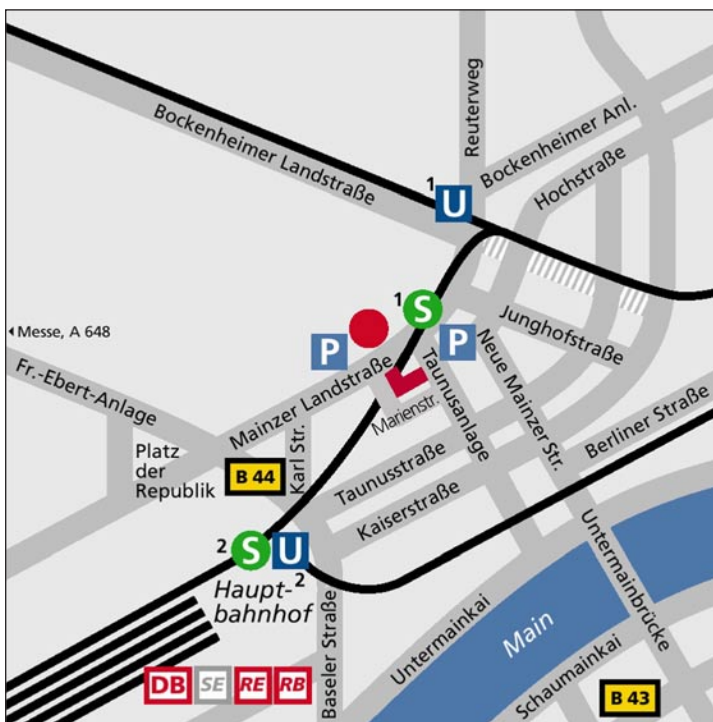 Reuterweg
Bockenheimer Anl.
Bockenheimer Landstraße
Hochstraße
1
U
1
S
Junghofstraße
Messe, A 648
P
P
Fr.-Ebert-Anlage
Mainzer Landstraße
Taunusanlage
Neue Mainzer Str.
Marienstr.
Berliner Straße
Karl Str.
Platz
der
Republik
B 44
Taunusstraße
Kaiserstraße
2
S
U
2
Haupt-
bahnhof
Untermainbrücke
Baseler Straße
Untermainkai
Main
Schaumainkai
DB
SE
RE
RB
B 43